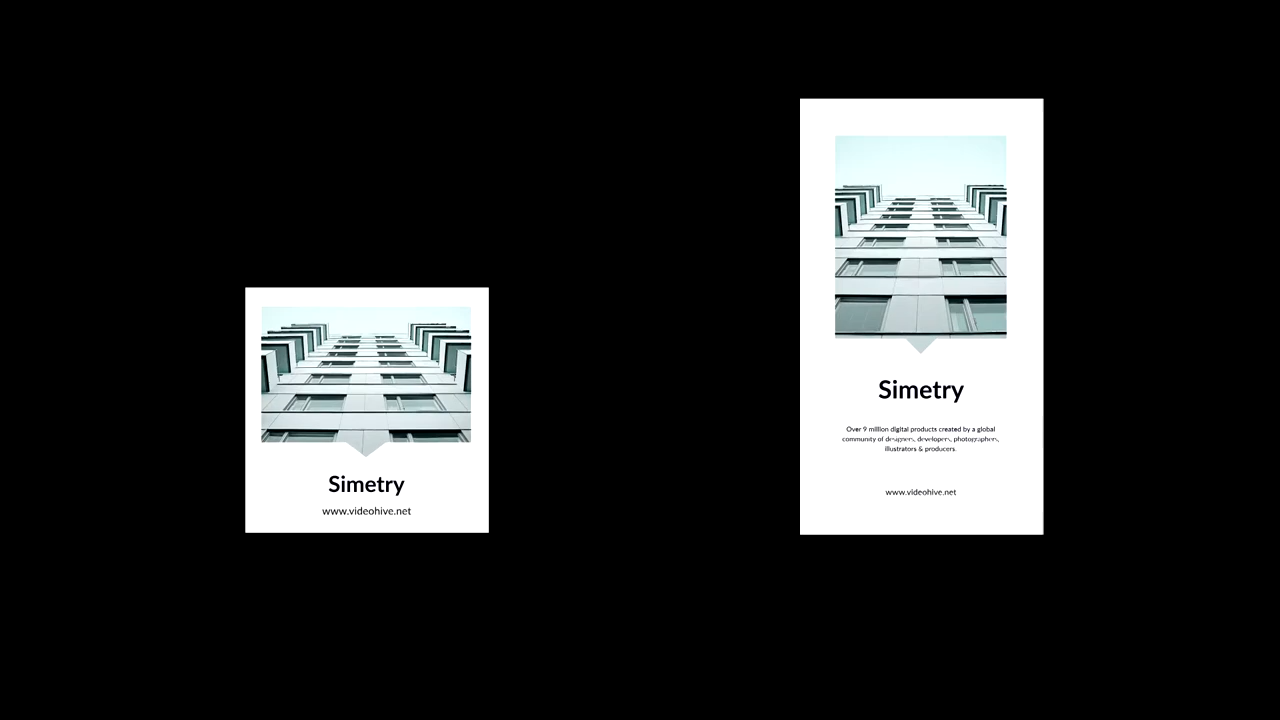 Simetry
www.videohive.net
Simetry
Over 9 million digital products created by a global
community of designers, developers, photographers,
illustrators & producers.
www.videohive.net